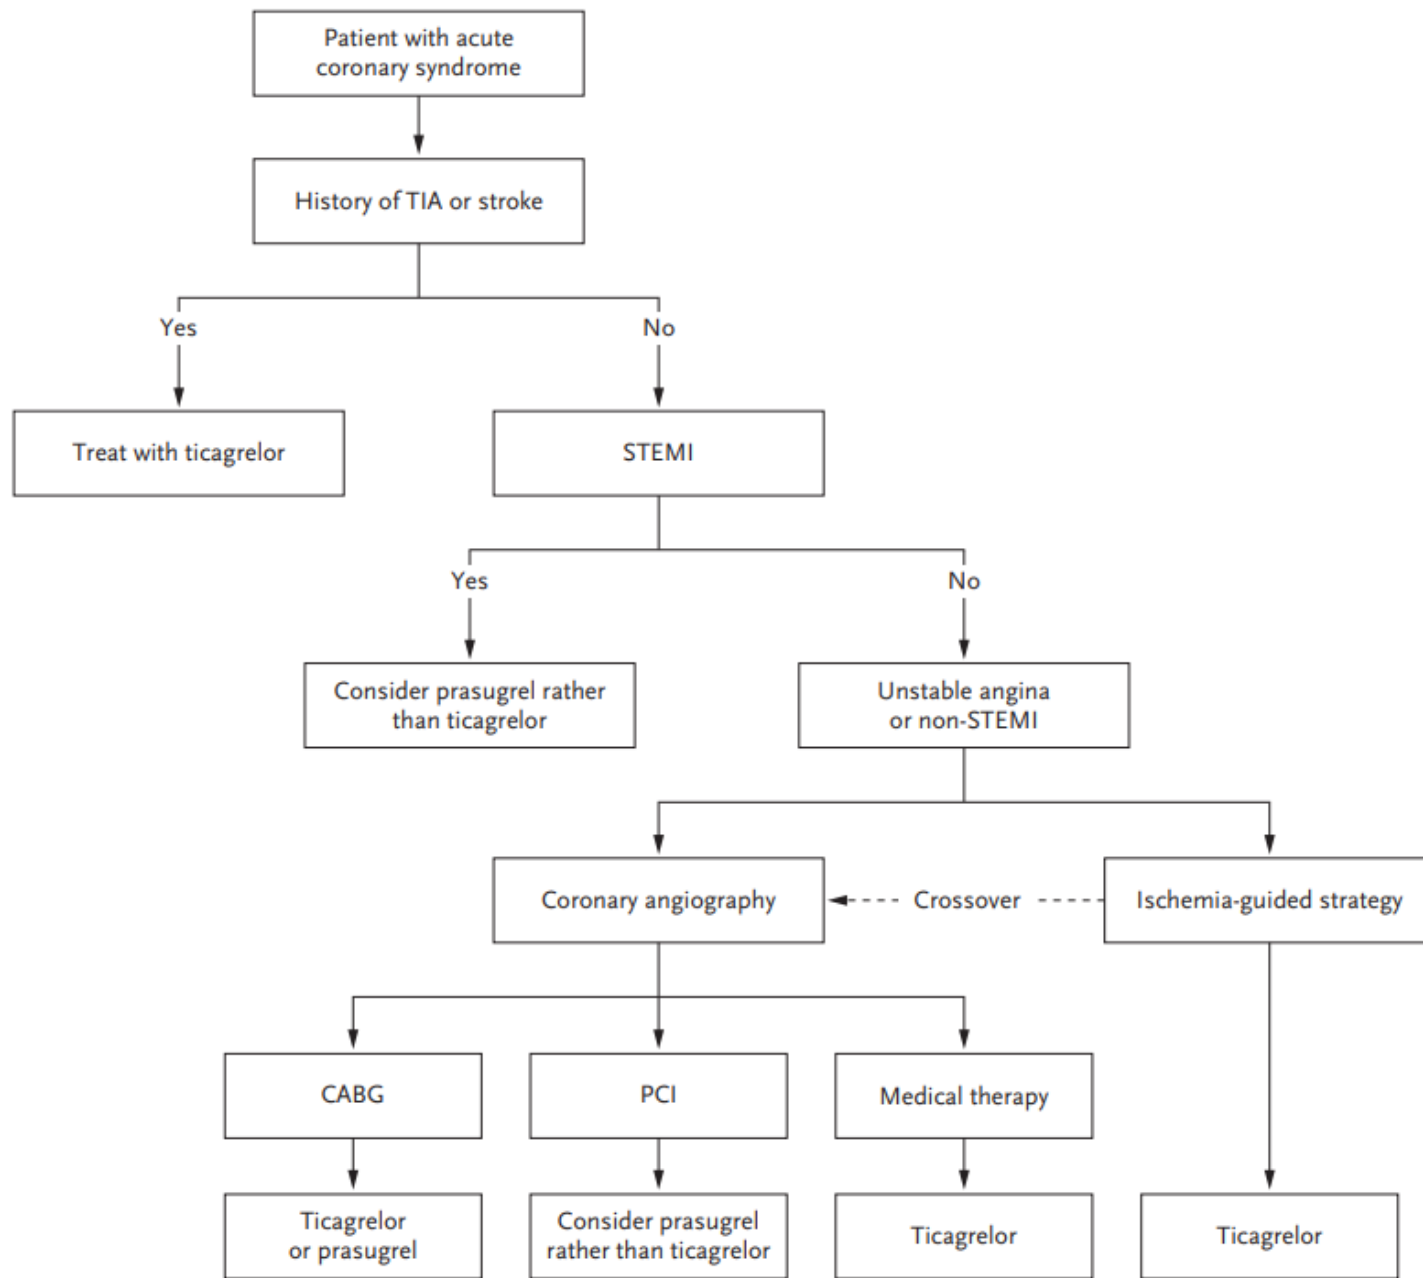 Patient with acute
coronary syndrome
History of TIA or stroke
Yes
No
Treat with ticagrelor
STEMI
Yes
No
Consider prasugrel rather
than ticagrelor
Unstable angina
or non-STEMI
Coronary angiography
Crossover
Ischemia-guided strategy
CABG
PCI
Medical therapy
Ticagrelor
or prasugrel
Consider prasugrel
rather than ticagrelor
Ticagrelor
Ticagrelor